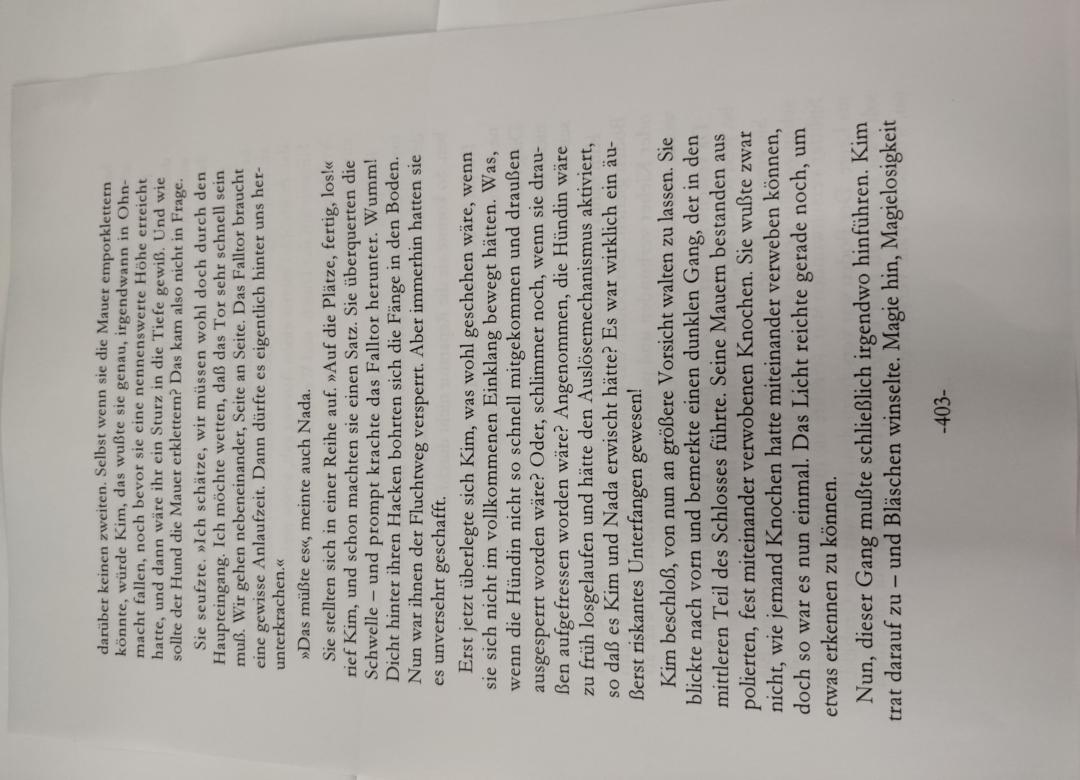 darüber keinen zweiten. Selbst wenn sie die Mauer emporklettern
könnte, würde Kim, das wußte sie genau, irgendwann in Ohn-
macht fallen, noch bevor sie eine nennenswerte Höhe erreicht
hatte, und dann wäre ihr ein Sturz in die Tiefe gewiß. Und wie
sollte der Hund die Mauer erklettern? Das kam also nicht in Frage.
Sie seufzte. »Ich schätze, wir müssen wohl doch durch den
Haupteingang. Ich möchte wetten, daß das Tor sehr schnell sein
muß. Wir gehen nebeneinander, Seite an Seite. Das Falltor braucht
eine gewisse Anlaufzeit. Dann dürfte es eigentlich hinter uns her-
unterkrachen.«
»Das müßte es«, meinte auch Nada.
Sie stellten sich in einer Reihe auf. »Auf die Plätze, fertig, los!«
rief Kim, und schon machten sie einen Satz. Sie überquerten die
Schwelle – und prompt krachte das Falltor herunter. Wumm!
Dicht hinter ihren Hacken bohrten sich die Fänge in den Boden.
Nun war ihnen der Fluchtweg versperrt. Aber immerhin hatten sie
es unversehrt geschafft.
Erst jetzt überlegte sich Kim, was wohl geschehen wäre, wenn
sie sich nicht im vollkommenen Einklang bewegt hätten. Was,
wenn die Hündin nicht so schnell mitgekommen und draußen
ausgesperrt worden wäre? Oder, schlimmer noch, wenn sie drau-
ßen aufgefressen worden wäre? Angenommen, die Hündin wäre
zu früh losgelaufen und hätte den Auslösemechanismus aktiviert,
so daß es Kim und Nada erwischt hätte? Es war wirklich ein äu-
ßerst riskantes Unterfangen gewesen!
Kim beschloß, von nun an größere Vorsicht walten zu lassen. Sie
blickte nach vorn und bemerkte einen dunklen Gang, der in den
mittleren Teil des Schlosses führte. Seine Mauern bestanden aus
polierten, fest miteinander verwobenen Knochen. Sie wußte zwar
nicht, wie jemand Knochen hatte miteinander verweben können,
doch so war es nun einmal. Das Licht reichte gerade noch, um
etwas erkennen zu können.
Nun, dieser Gang mußte schließlich irgendwo hinführen. Kim
trat darauf zu – und Bläschen winselte. Magie hin, Magielosigkeit
-403-